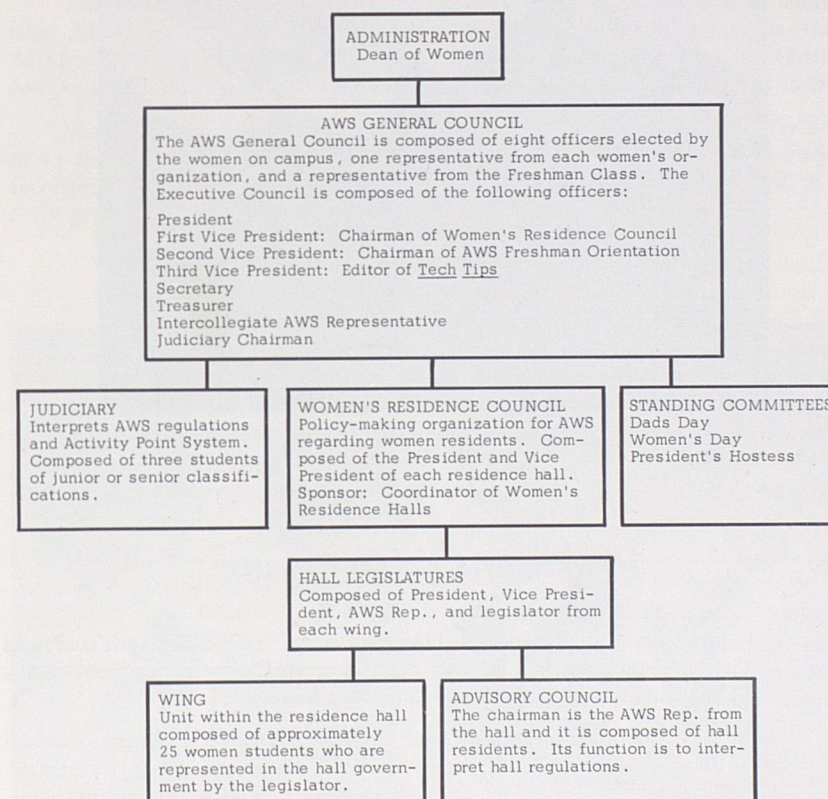 ADMINISTRATION
Dean of Women
AWS GENERAL COUNCIL
The AWS General Council is composed of eight officers elected by
the women on campus, one representative from each women's or-
ganization, and a representative from the Freshman Class. The
Executive Council is composed of the following officers:
President
First Vice President: Chairman of Women's Residence Council
Second Vice President: Chairman of AWS Freshman Orientation
Third Vice President: Editor of Tech Tips
Secretary
Treasurer
Intercollegiate AWS Representative
Judiciary Chairman
JUDICIARY
Interprets AWS regulations
and Activity Point System.
Composed of three students
of junior or senior classifi-
cations.
WOMEN'S RESIDENCE COUNCIL
Policy-making organization for AWS
regarding women residents. Com-
posed of the President and Vice
President of each residence hall.
Sponsor: Coordinator of Women's
Residence Halls
STANDING COMMITTEES
Dads Day
Women's Day
President's Hostess
HALL LEGISLATURES
Composed of President, Vice Presi-
dent, AWS Rep., and legislator from
each wing.
WING
Unit within the residence hall
composed of approximately
25 women students who are
represented in the hall govern-
ment by the legislator.
ADVISORY COUNCIL
The chairman is the AWS Rep. from
the hall and it is composed of hall
residents. Its function is to inter-
pret hall regulations.